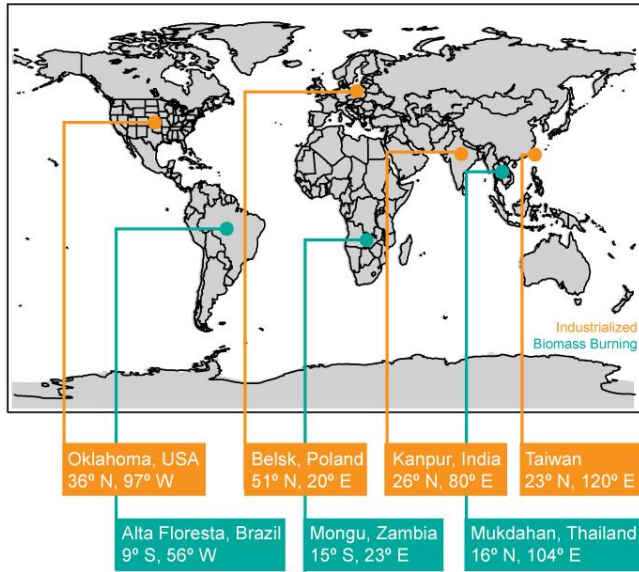 Industrialized
Biomass Burning
Oklahoma, USA
36º N, 97º W
Belsk, Poland
51º N, 20º E
Kanpur, India
26º N, 80º E
Taiwan
23º N, 120º E
Alta Floresta, Brazil
9º S, 56º W
Mongu, Zambia
15º S, 23º E
Mukdahan, Thailand
16º N, 104º E